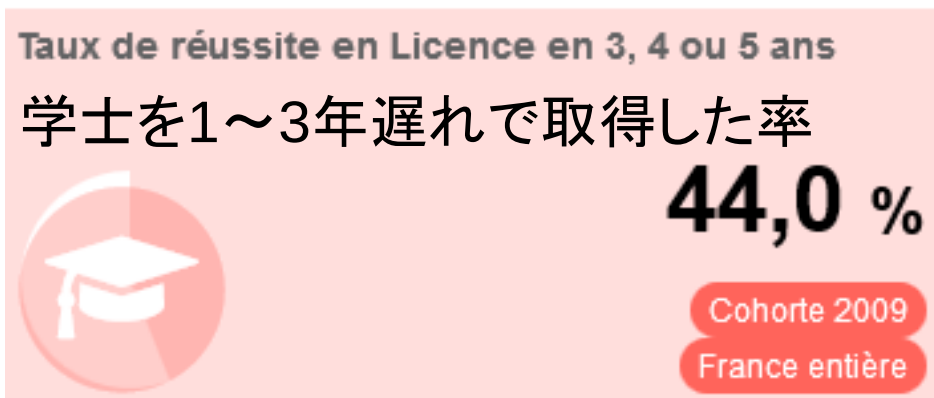 Taux de réussite en Licence en 3, 4 ou 5 ans
学士を1〜3年遅れで取得した率
44,0 %
Cohorte 2009
France entière